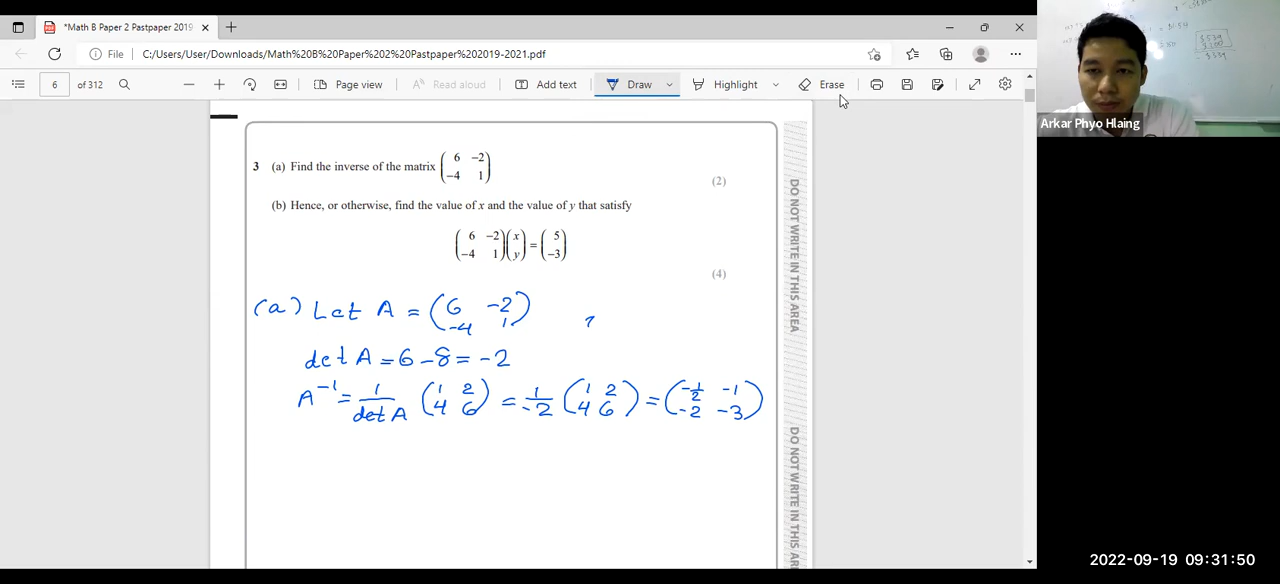 *Math B Paper 2 Pastpaper 2019
File C:/Users/User/Downloads/Math%20B%20Paper%202%20Pastpaper%202019-2021.pdf
6 of 312 Page view Read aloud Add text Draw Highlight Erase
Arkar Phyo Hlaing
3 (a) Find the inverse of the matrix ( 6 -2
-4 1 )
(2)
(b) Hence, or otherwise, find the value of x and the value of y that satisfy
( 6 -2
-4 1 ) ( x
y ) = ( 5
-3 )
(4)
(a) Let A = ( 6 -2
-4 1 )
det A = 6 - 8 = -2
A⁻¹ = 1/det A ( 1 2
4 6 ) = 1/-2 ( 1 2
4 6 ) = ( -1/2 -1
-2 -3 )
DO NOT WRITE IN THIS AREA
DO NOT WRITE IN THIS ARE
2022-09-19 09:31:50